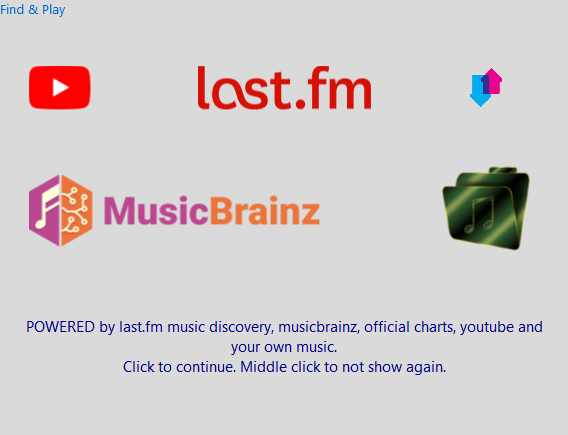 Find & Play
last.fm
MusicBrainz
POWERED by last.fm music discovery, musicbrainz, official charts, youtube and
your own music.
Click to continue. Middle click to not show again.